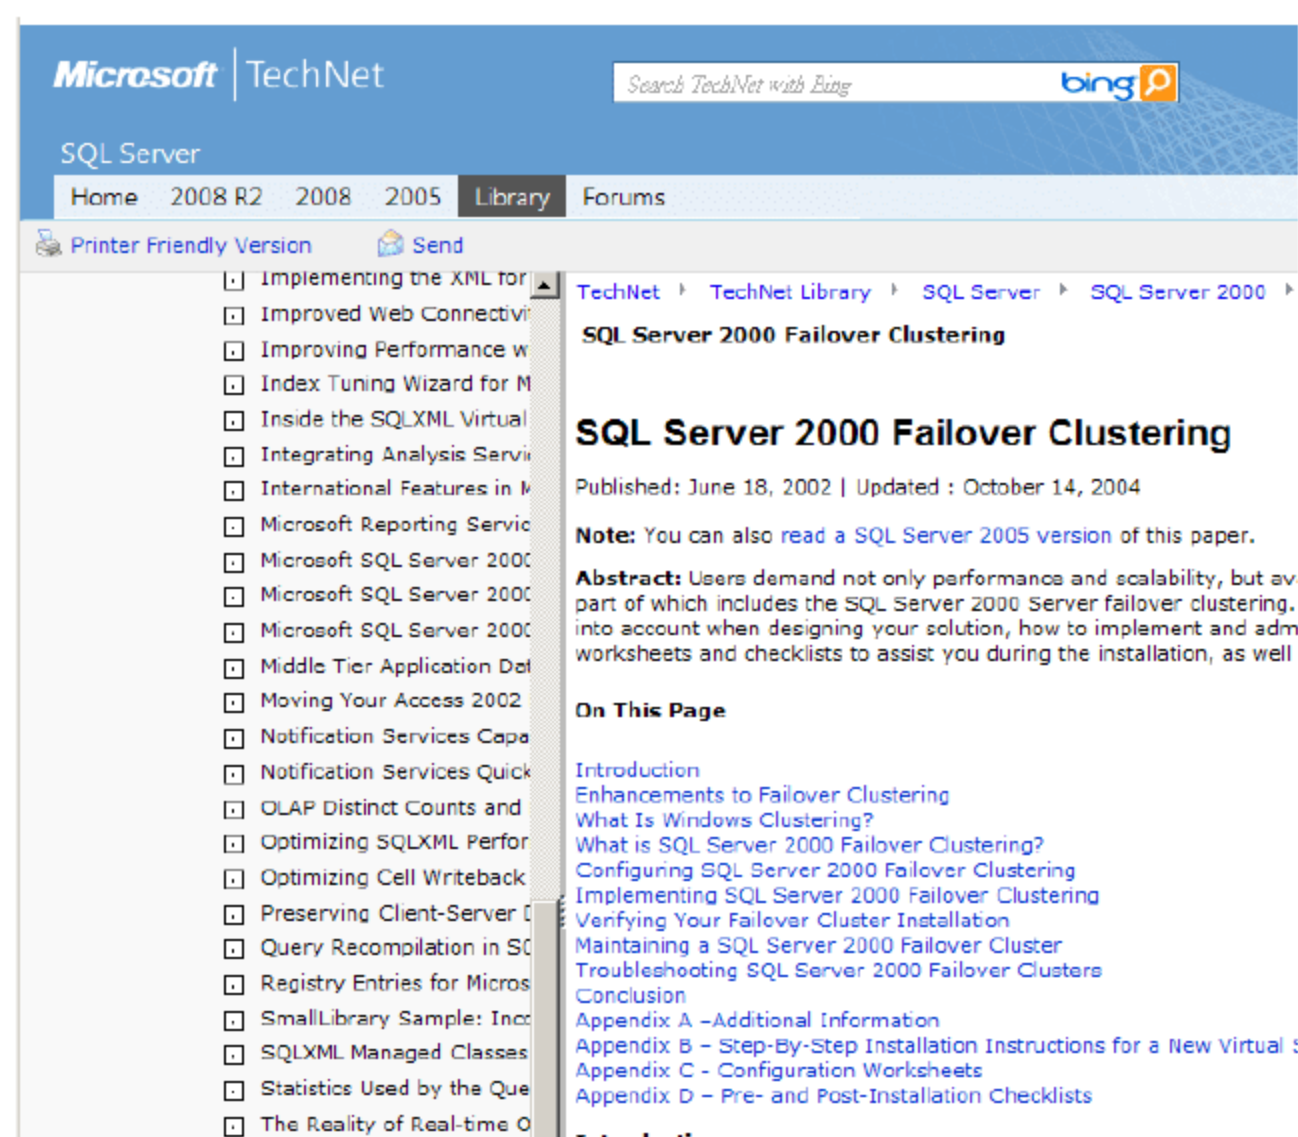 Microsoft | TechNet
Search TechNet with Bing
bing
SQL Server
Home 2008 R2 2008 2005 Library Forums
Printer Friendly Version Send
Implementing the XML for
Improved Web Connectivi
Improving Performance w
Index Tuning Wizard for M
Inside the SQLXML Virtual
Integrating Analysis Servi
International Features in M
Microsoft Reporting Servic
Microsoft SQL Server 2000
Microsoft SQL Server 2000
Microsoft SQL Server 2000
Middle Tier Application Dat
Moving Your Access 2002
Notification Services Capa
Notification Services Quick
OLAP Distinct Counts and
Optimizing SQLXML Perfor
Optimizing Cell Writeback
Preserving Client-Server
Query Recompilation in SQ
Registry Entries for Micros
SmallLibrary Sample: Inco
SQLXML Managed Classes
Statistics Used by the Que
The Reality of Real-time O
TechNet TechNet Library SQL Server SQL Server 2000
SQL Server 2000 Failover Clustering
SQL Server 2000 Failover Clustering
Published: June 18, 2002 | Updated : October 14, 2004
Note: You can also read a SQL Server 2005 version of this paper.
Abstract: Users demand not only performance and scalability, but av
part of which includes the SQL Server 2000 Server failover clustering.
into account when designing your solution, how to implement and adm
worksheets and checklists to assist you during the installation, as well
On This Page
Introduction
Enhancements to Failover Clustering
What Is Windows Clustering?
What is SQL Server 2000 Failover Clustering?
Configuring SQL Server 2000 Failover Clustering
Implementing SQL Server 2000 Failover Clustering
Verifying Your Failover Cluster Installation
Maintaining a SQL Server 2000 Failover Cluster
Troubleshooting SQL Server 2000 Failover Clusters
Conclusion
Appendix A –Additional Information
Appendix B – Step-By-Step Installation Instructions for a New Virtual S
Appendix C - Configuration Worksheets
Appendix D – Pre- and Post-Installation Checklists